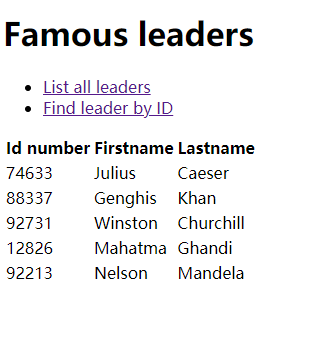 Famous leaders
List all leaders
Find leader by ID
Id number Firstname Lastname
74633 Julius Caeser
88337 Genghis Khan
92731 Winston Churchill
12826 Mahatma Ghandi
92213 Nelson Mandela